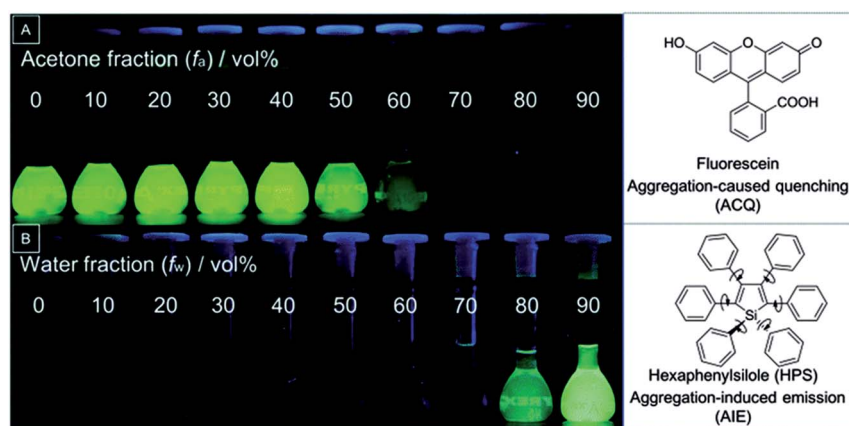 A
Acetone fraction (fa) / vol%
0 10 20 30 40 50 60 70 80 90
HO
O
O
COOH
Fluorescein
Aggregation-caused quenching
(ACQ)
B
Water fraction (fw) / vol%
0 10 20 30 40 50 60 70 80 90
Si
Hexaphenylsilole (HPS)
Aggregation-induced emission
(AIE)